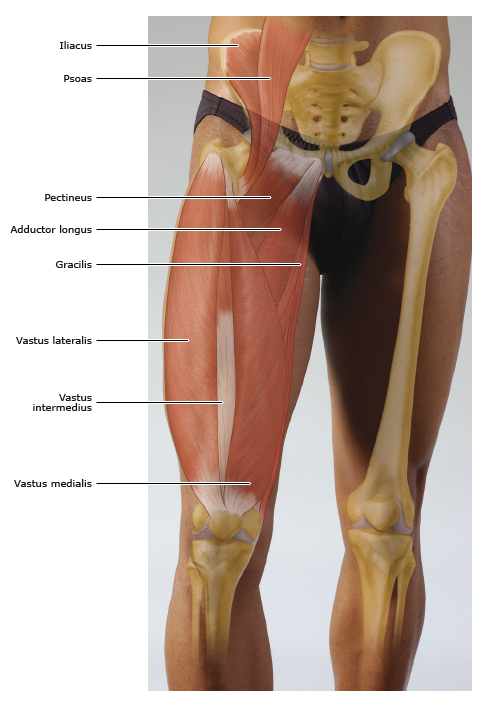 Iliacus
Psoas
Pectineus
Adductor longus
Gracilis
Vastus lateralis
Vastus
intermedius
Vastus medialis